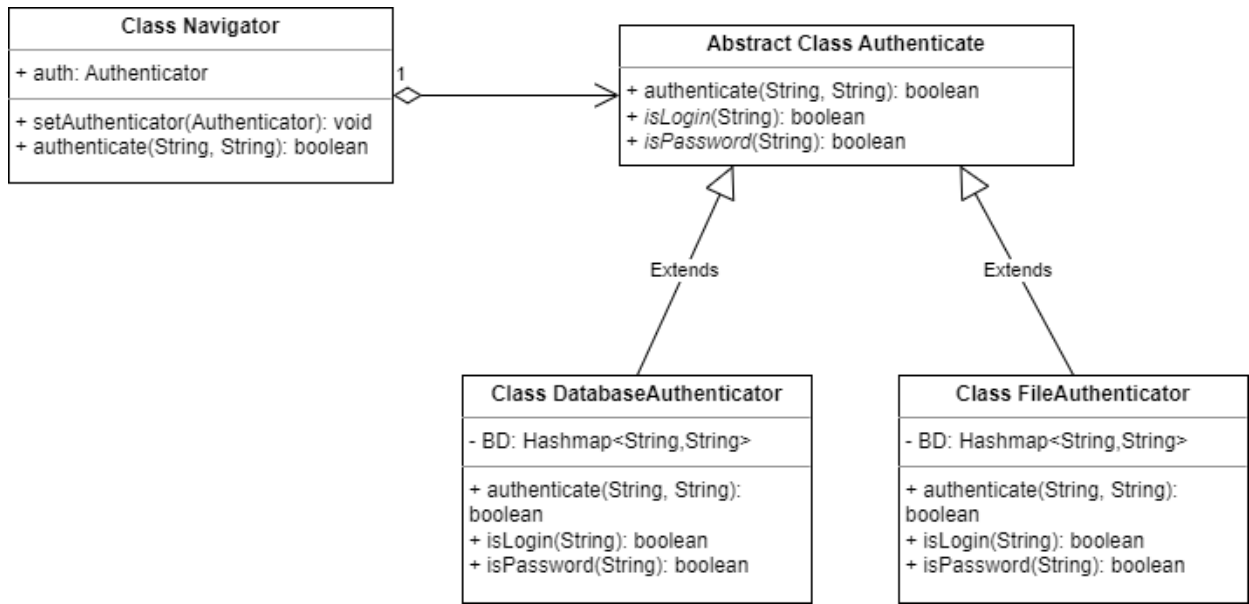 Class Navigator
+ auth: Authenticator
+ setAuthenticator(Authenticator): void
+ authenticate(String, String): boolean
1
Abstract Class Authenticate
+ authenticate(String, String): boolean
+ isLogin(String): boolean
+ isPassword(String): boolean
Extends
Extends
Class DatabaseAuthenticator
- BD: Hashmap<String,String>
+ authenticate(String, String):
boolean
+ isLogin(String): boolean
+ isPassword(String): boolean
Class FileAuthenticator
- BD: Hashmap<String,String>
+ authenticate(String, String):
boolean
+ isLogin(String): boolean
+ isPassword(String): boolean